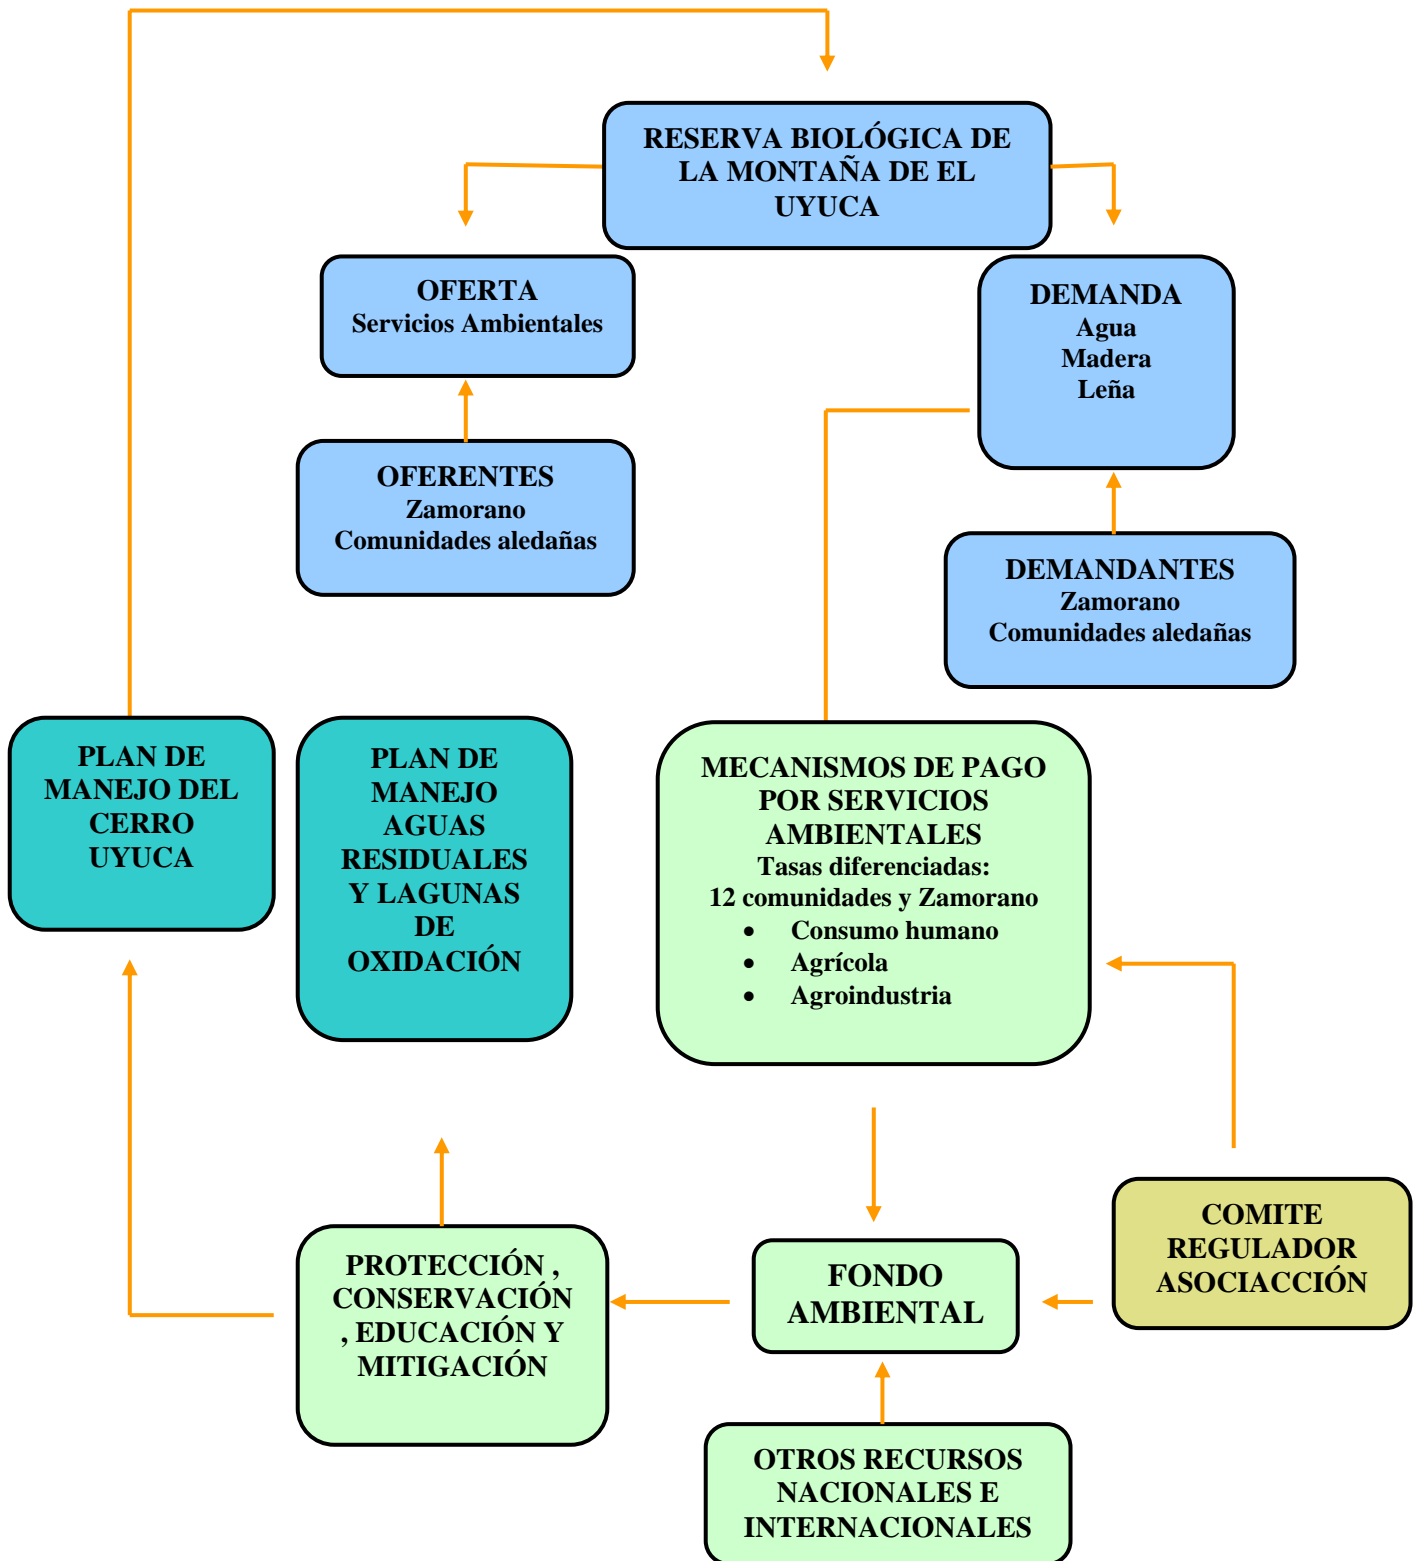 RESERVA BIOLÓGICA DE
LA MONTAÑA DE EL
UYUCA
OFERTA
Servicios Ambientales
DEMANDA
Agua
Madera
Leña
OFERENTES
Zamorano
Comunidades aledañas
DEMANDANTES
Zamorano
Comunidades aledañas
PLAN DE
MANEJO DEL
CERRO
UYUCA
PLAN DE
MANEJO
AGUAS
RESIDUALES
Y LAGUNAS
DE
OXIDACIÓN
MECANISMOS DE PAGO
POR SERVICIOS
AMBIENTALES
Tasas diferenciadas:
12 comunidades y Zamorano
• Consumo humano
• Agrícola
• Agroindustria
COMITE
REGULADOR
ASOCIACCIÓN
PROTECCIÓN ,
CONSERVACIÓN
, EDUCACIÓN Y
MITIGACIÓN
FONDO
AMBIENTAL
OTROS RECURSOS
NACIONALES E
INTERNACIONALES